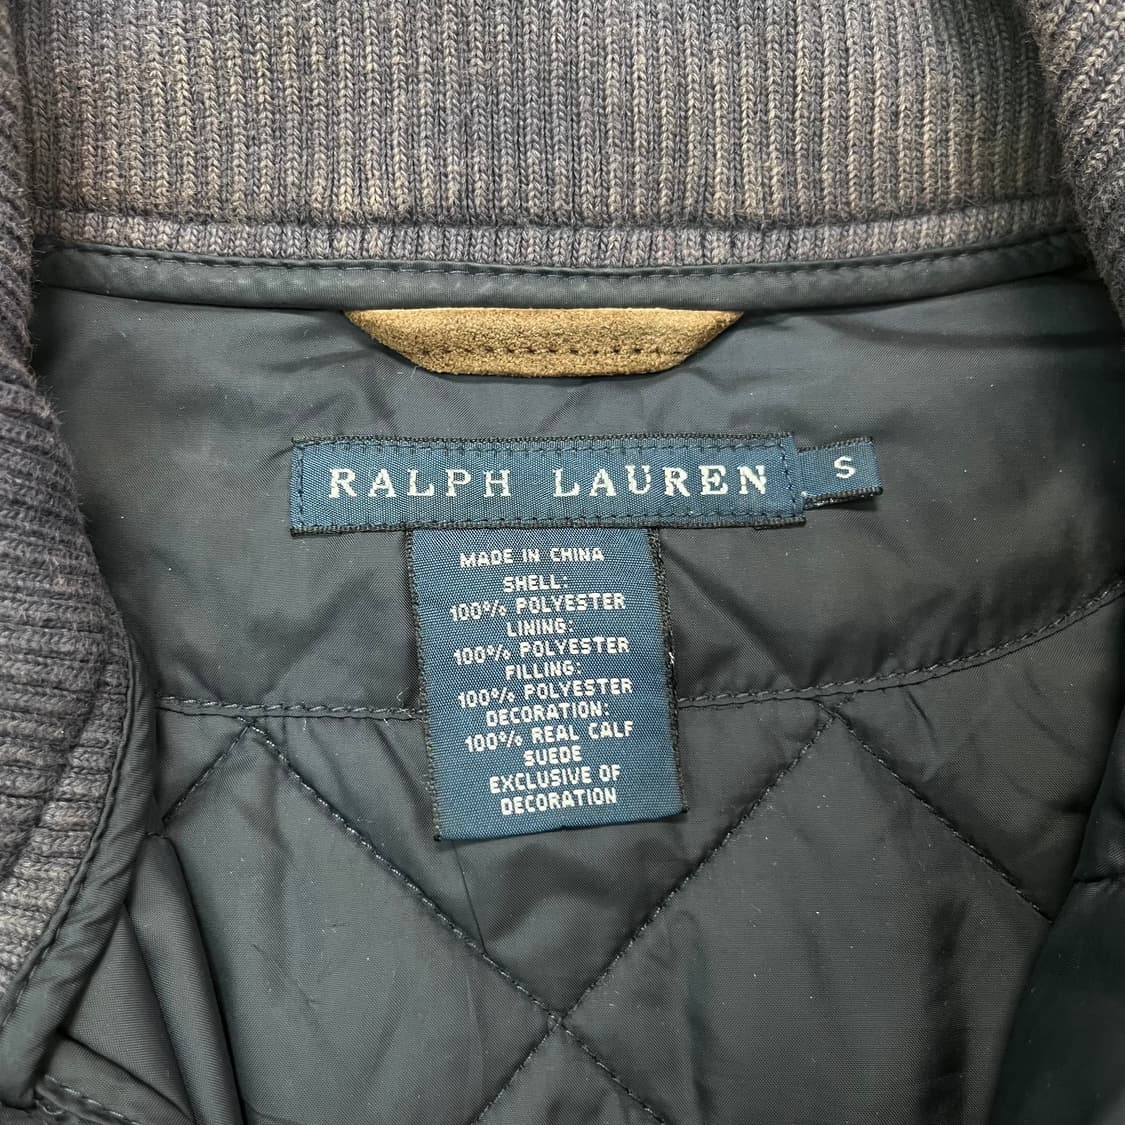 RALPH LAUREN
S
MADE IN CHINA
SHELL:
100% POLYESTER
LINING:
100% POLYESTER
FILLING:
100% POLYESTER
DECORATION:
100% REAL CALF
SUEDE
EXCLUSIVE OF
DECORATION